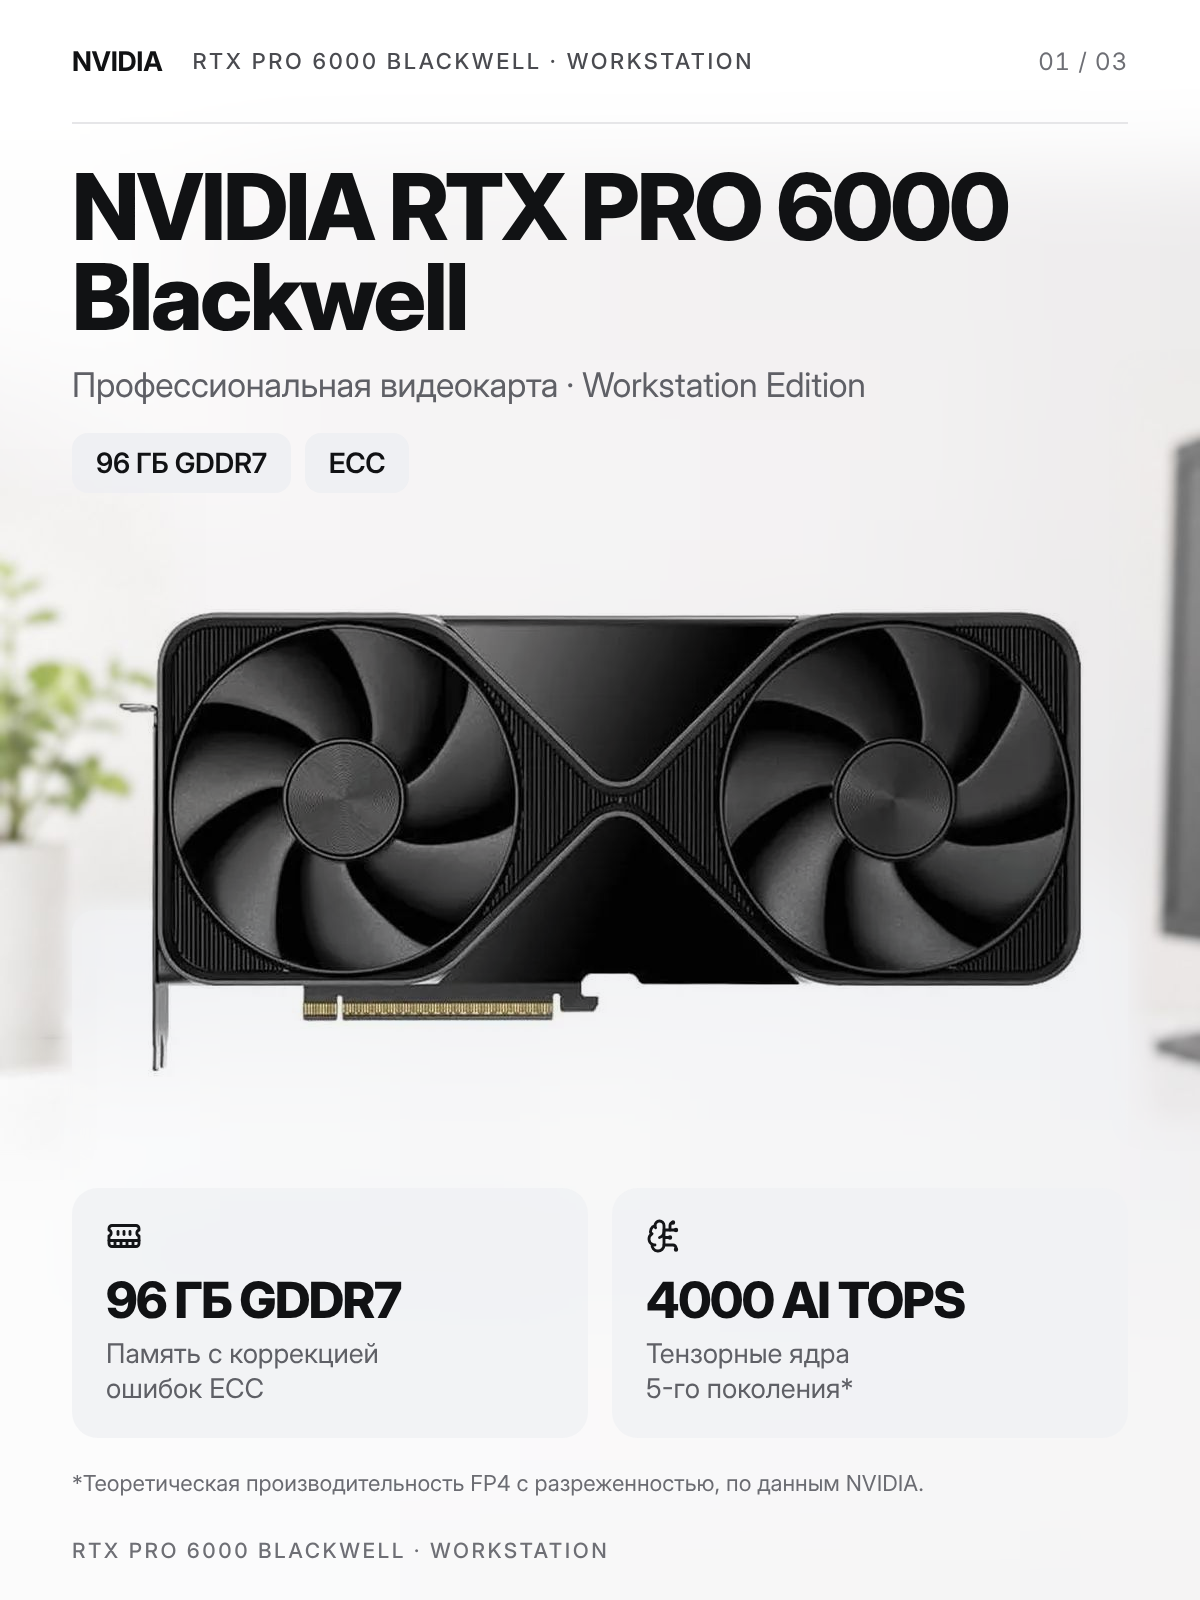 NVIDIA RTX PRO 6000 BLACKWELL · WORKSTATION 01 / 03
NVIDIA RTX PRO 6000
Blackwell
Профессиональная видеокарта · Workstation Edition
96 ГБ GDDR7 ECC
96 ГБ GDDR7
Память с коррекцией
ошибок ECC
4000 AI TOPS
Тензорные ядра
5-го поколения*
*Теоретическая производительность FP4 с разреженностью, по данным NVIDIA.
RTX PRO 6000 BLACKWELL · WORKSTATION